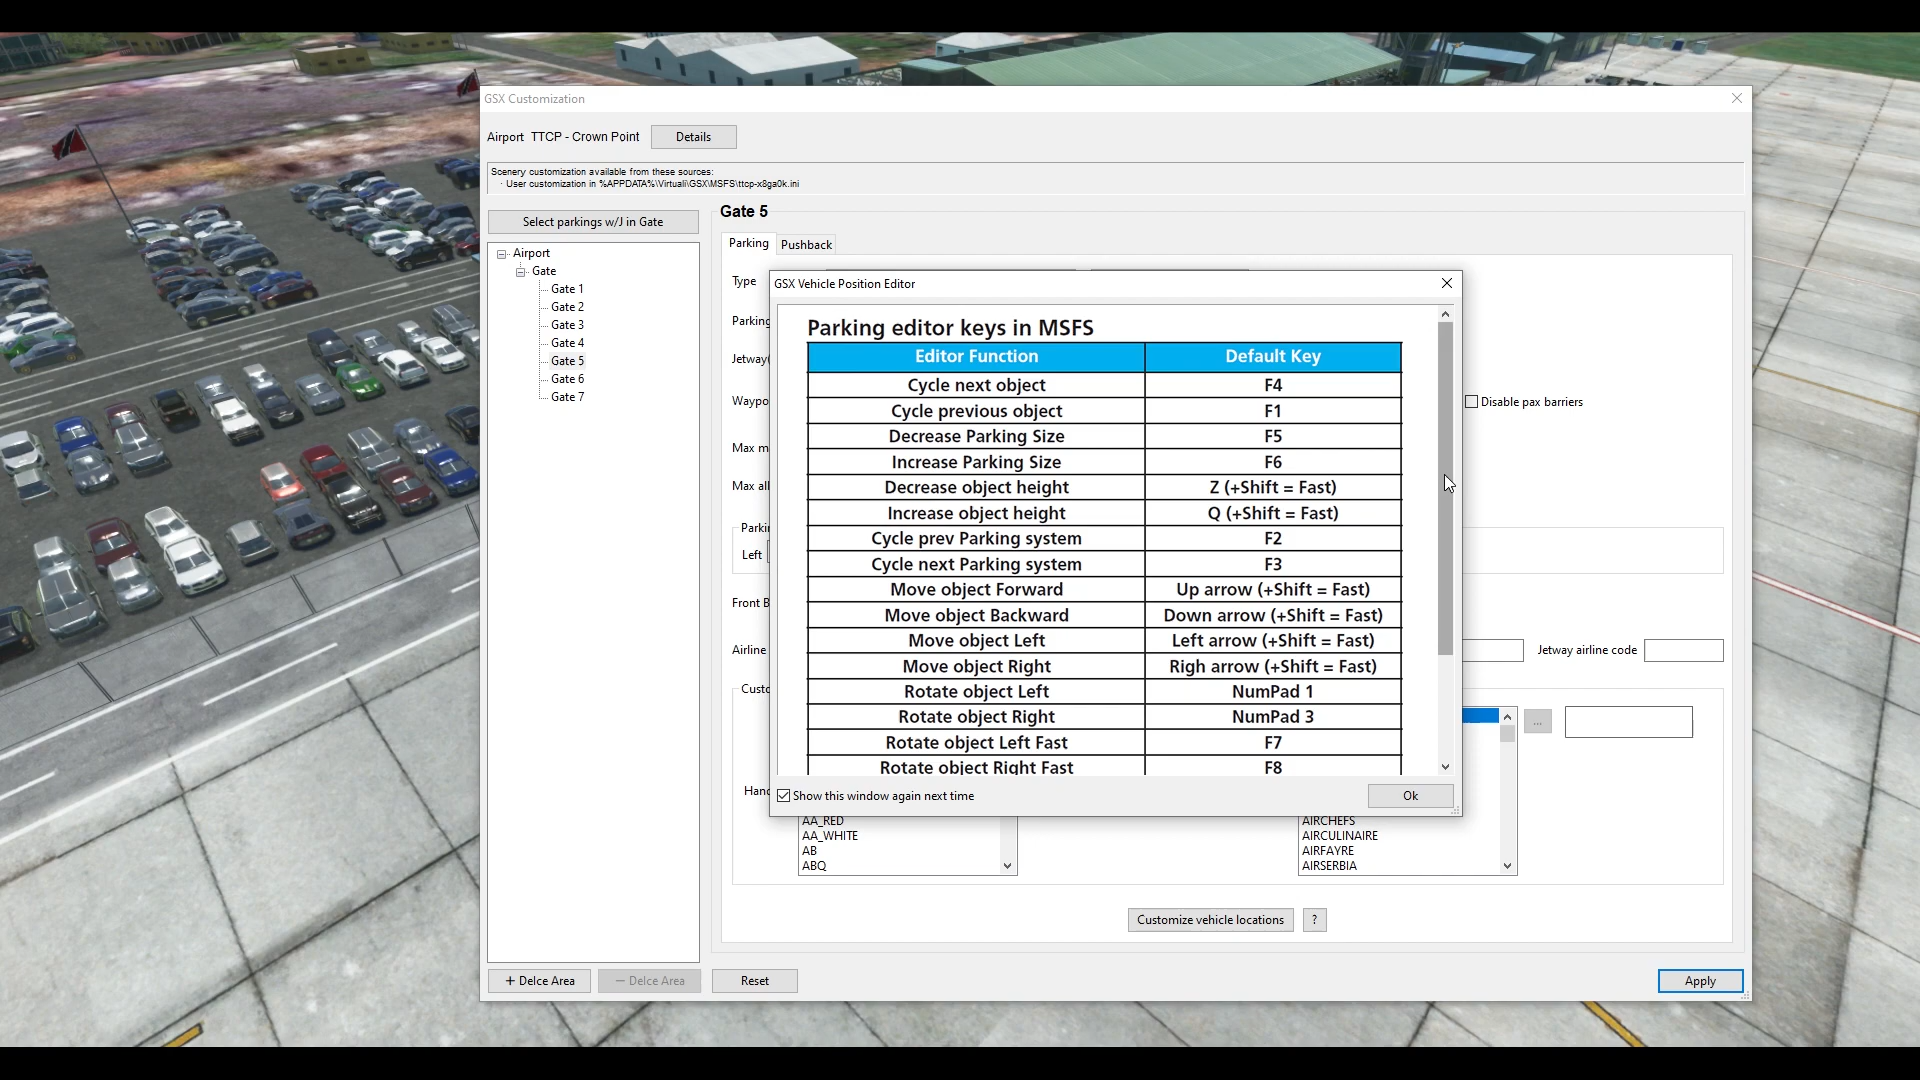 GSX Customization
Airport TTCP - Crown Point Details
Scenery customization available from these sources:
· User customization in %APPDATA%\Virtuali\GSX\MSFS\ttcp-x8ga0k.ini
Select parkings w/J in Gate
Airport
Gate
Gate 1
Gate 2
Gate 3
Gate 4
Gate 5
Gate 6
Gate 7
Gate 5
Parking Pushback
Type
Parking
Jetway(
Waypo
Disable pax barriers
Max m
Max all
Parkin
Left
Front B
Airline
Jetway airline code
Custo
...
Hand
GSX Vehicle Position Editor
Parking editor keys in MSFS
Editor Function Default Key
Cycle next object F4
Cycle previous object F1
Decrease Parking Size F5
Increase Parking Size F6
Decrease object height Z (+Shift = Fast)
Increase object height Q (+Shift = Fast)
Cycle prev Parking system F2
Cycle next Parking system F3
Move object Forward Up arrow (+Shift = Fast)
Move object Backward Down arrow (+Shift = Fast)
Move object Left Left arrow (+Shift = Fast)
Move object Right Righ arrow (+Shift = Fast)
Rotate object Left NumPad 1
Rotate object Right NumPad 3
Rotate object Left Fast F7
Rotate object Right Fast F8
Show this window again next time Ok
AA_RED
AA_WHITE
AB
ABQ
AIRCHEFS
AIRCULINAIRE
AIRFAYRE
AIRSERBIA
Customize vehicle locations ?
+ DeIce Area − DeIce Area Reset Apply